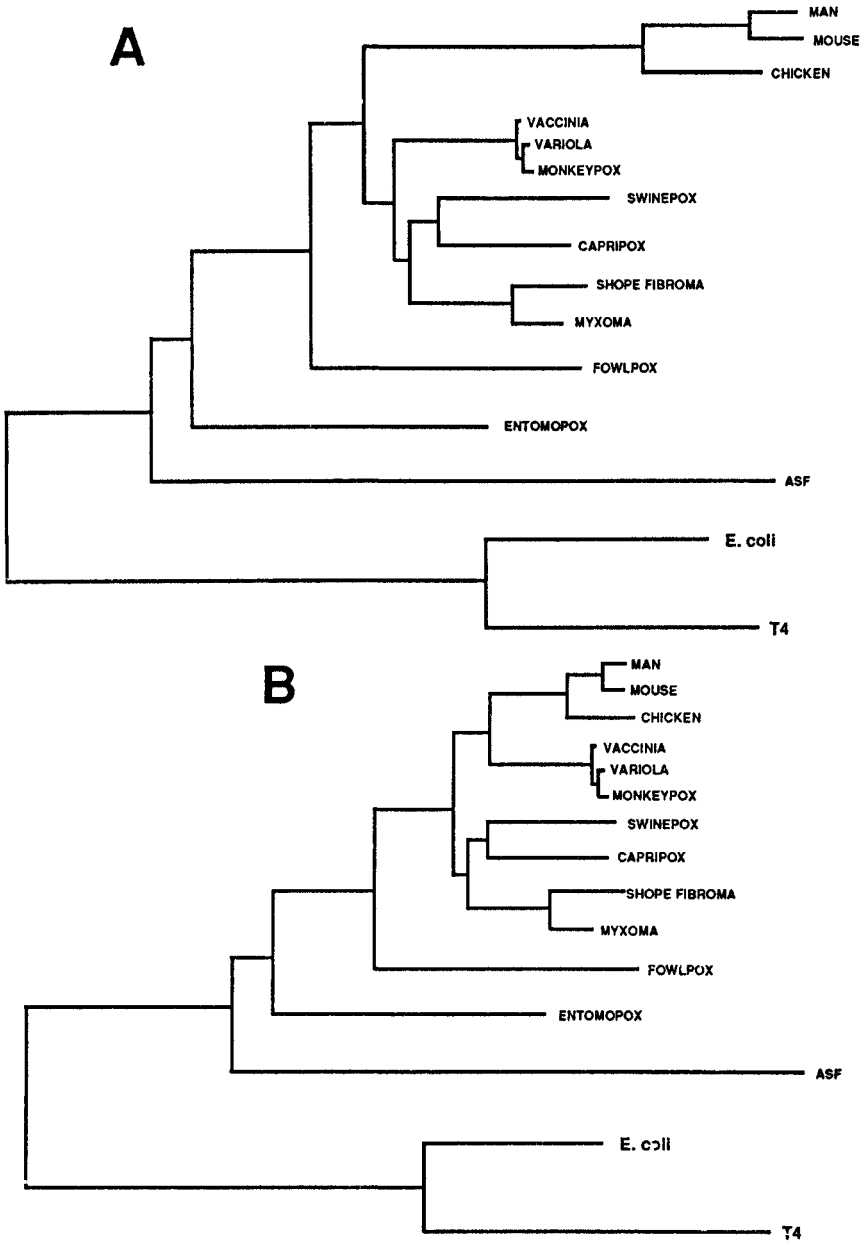 A
MAN
MOUSE
CHICKEN
VACCINIA
VARIOLA
MONKEYPOX
SWINEPOX
CAPRIPOX
SHOPE FIBROMA
MYXOMA
FOWLPOX
ENTOMOPOX
ASF
E. coli
T4
B
MAN
MOUSE
CHICKEN
VACCINIA
VARIOLA
MONKEYPOX
SWINEPOX
CAPRIPOX
SHOPE FIBROMA
MYXOMA
FOWLPOX
ENTOMOPOX
ASF
E. coli
T4